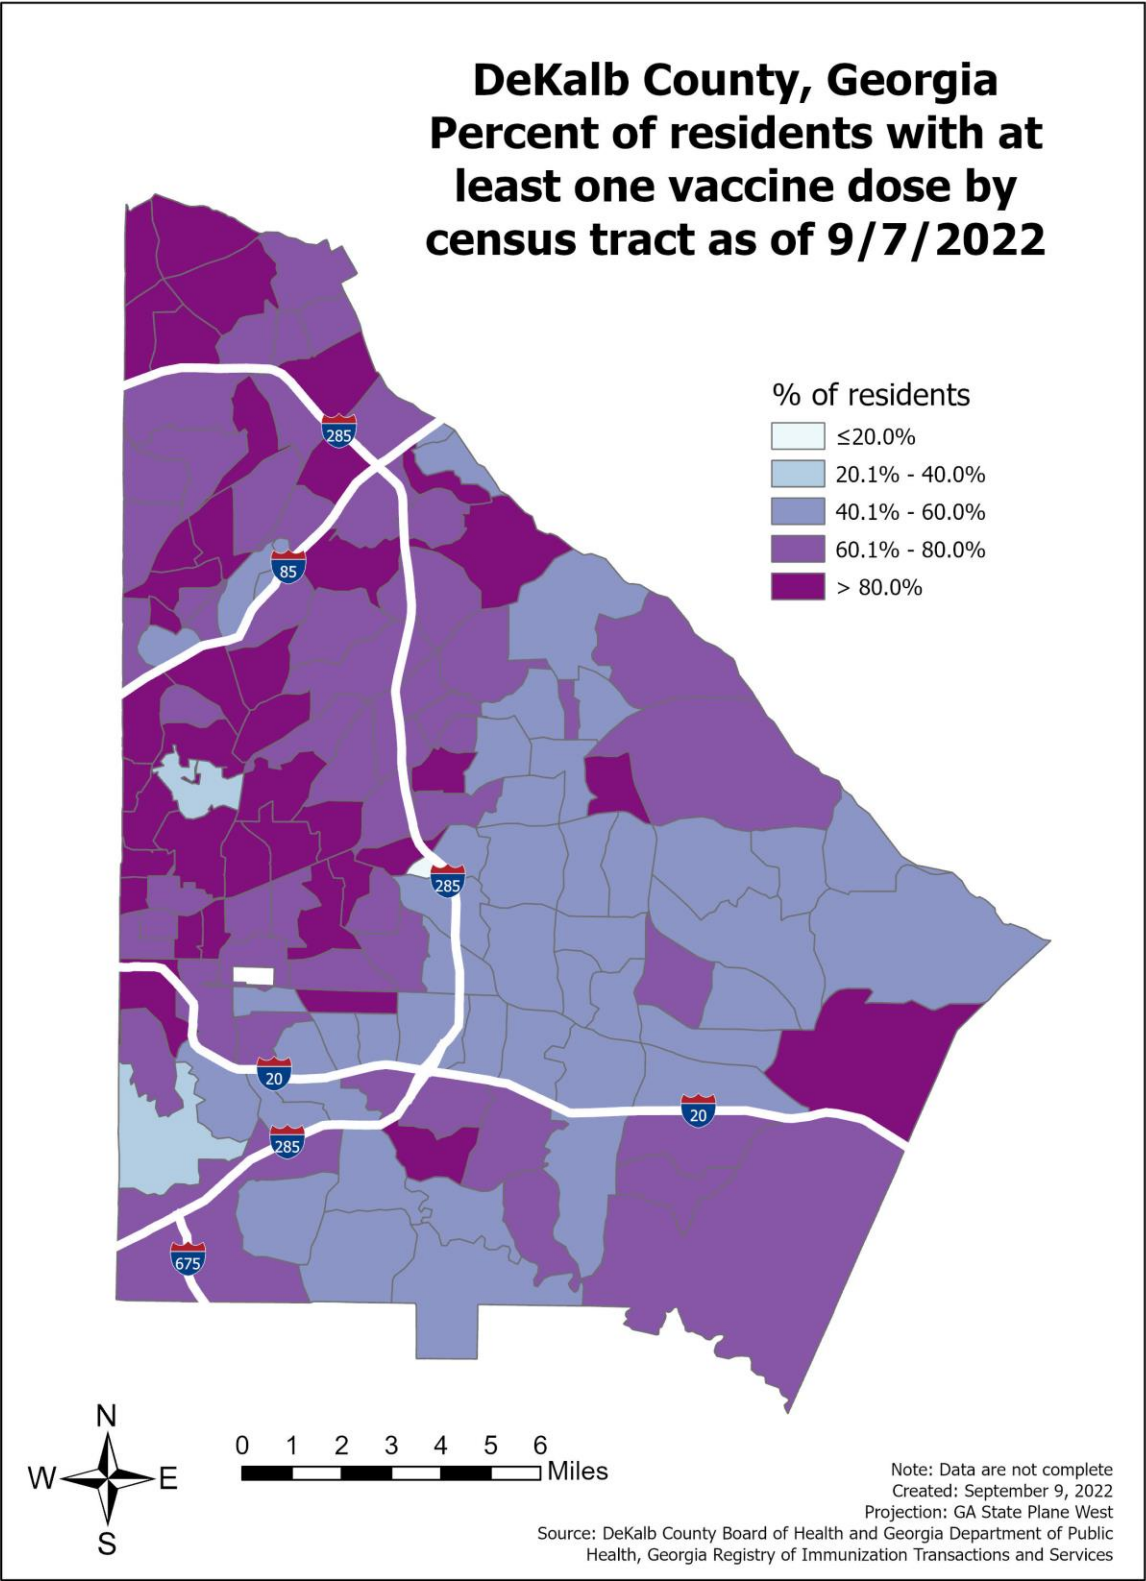 DeKalb County, Georgia
Percent of residents with at
least one vaccine dose by
census tract as of 9/7/2022
% of residents
≤20.0%
20.1% - 40.0%
40.1% - 60.0%
60.1% - 80.0%
> 80.0%
285
85
285
20
20
285
675
N
W E
S
0 1 2 3 4 5 6
Miles
Note: Data are not complete
Created: September 9, 2022
Projection: GA State Plane West
Source: DeKalb County Board of Health and Georgia Department of Public
Health, Georgia Registry of Immunization Transactions and Services